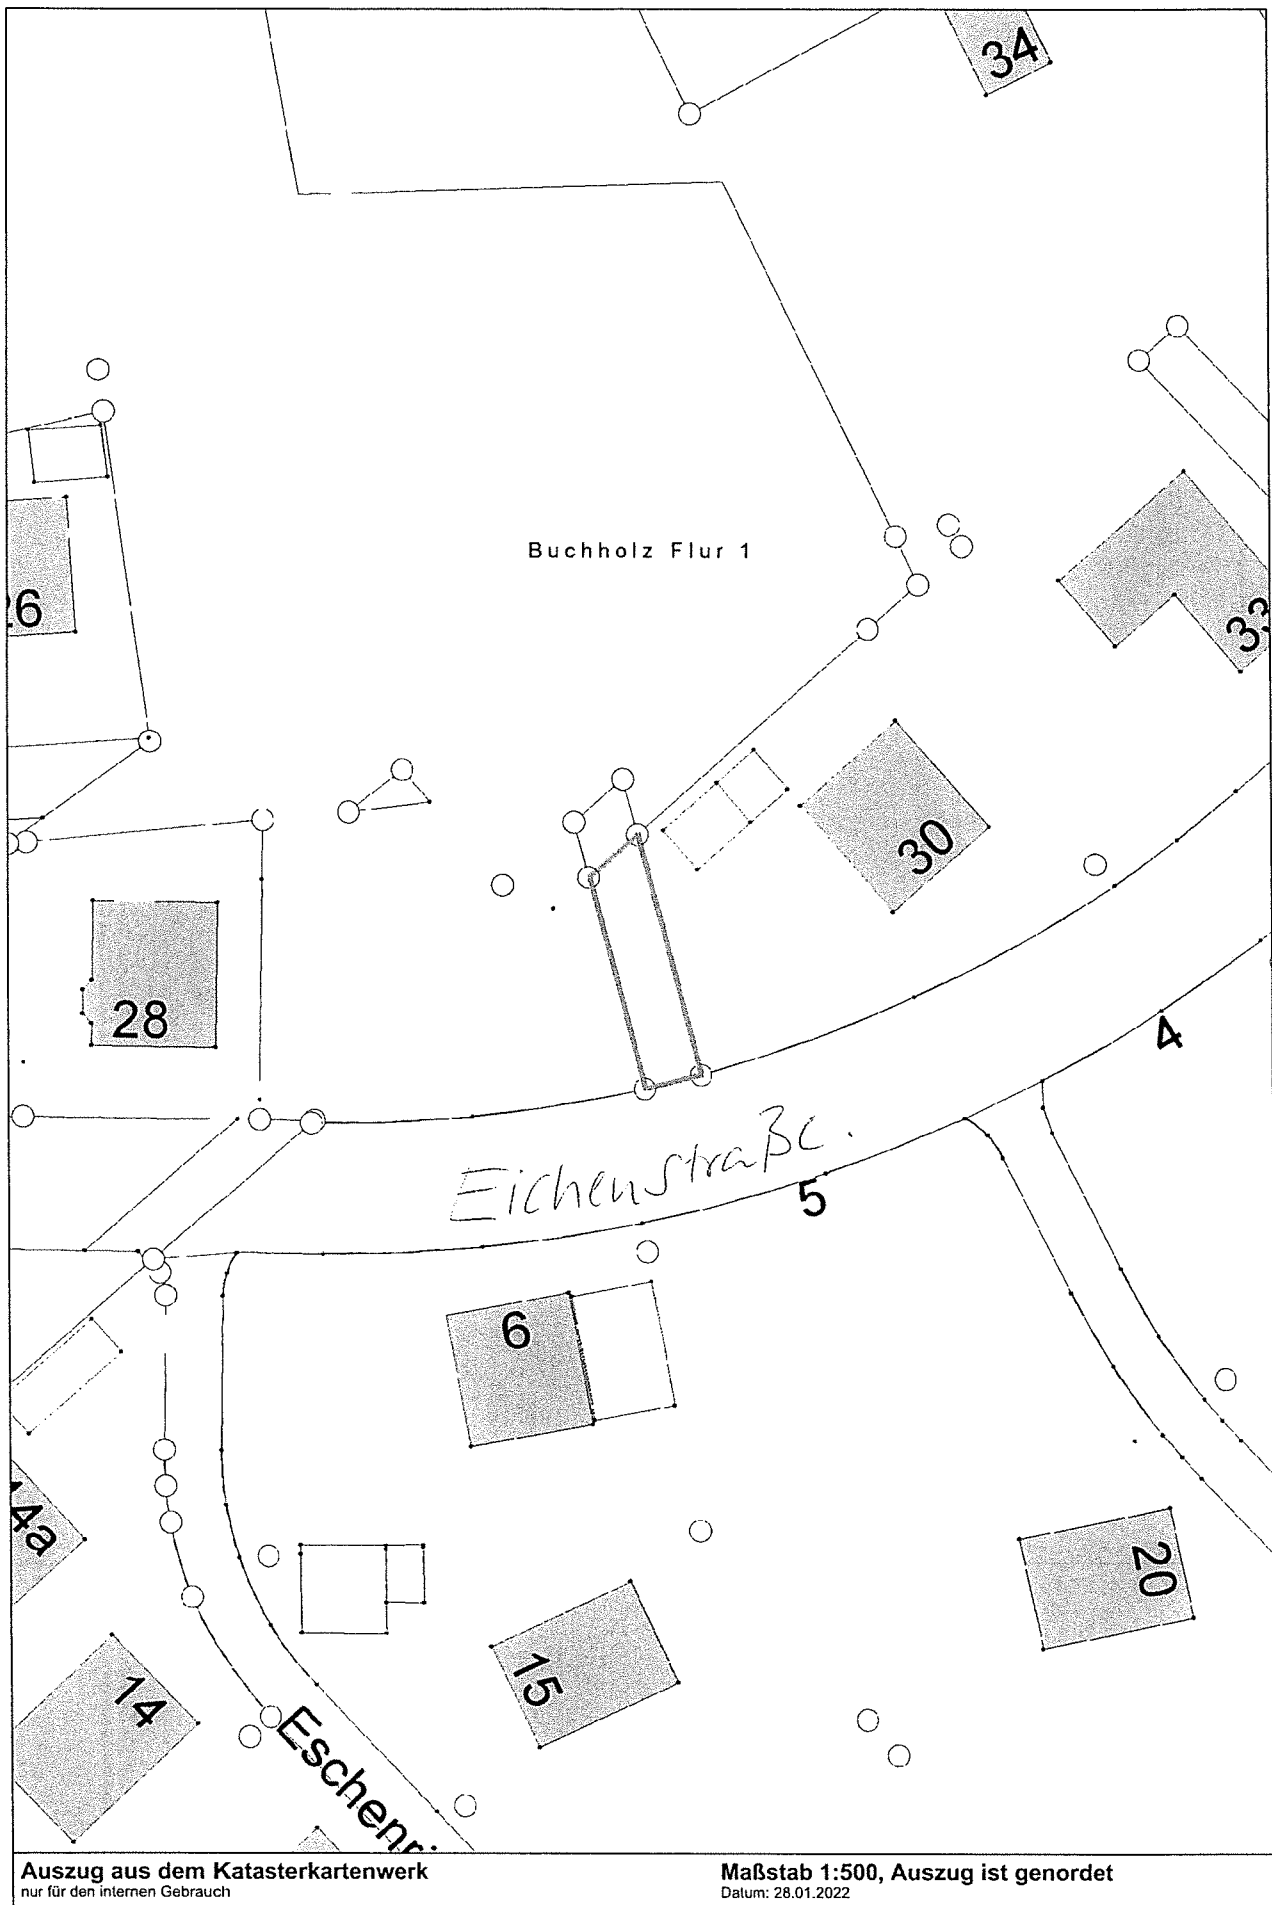 34
Buchholz Flur 1
26
33
30
28
4
Eichenstraße.
5
6
4a
20
15
14
Eschenri
Auszug aus dem Katasterkartenwerk
nur für den internen Gebrauch
Maßstab 1:500, Auszug ist genordet
Datum: 28.01.2022